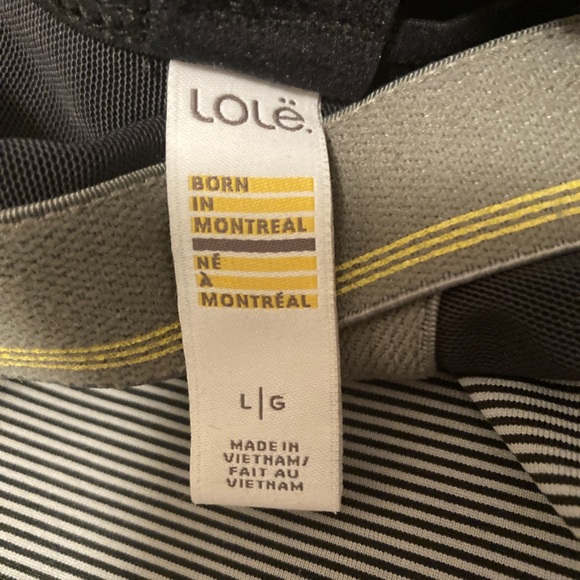 LOLë.
BORN
IN
MONTREAL
NÉ
À
MONTRÉAL
L|G
MADE IN
VIETNAM/
FAIT AU
VIETNAM